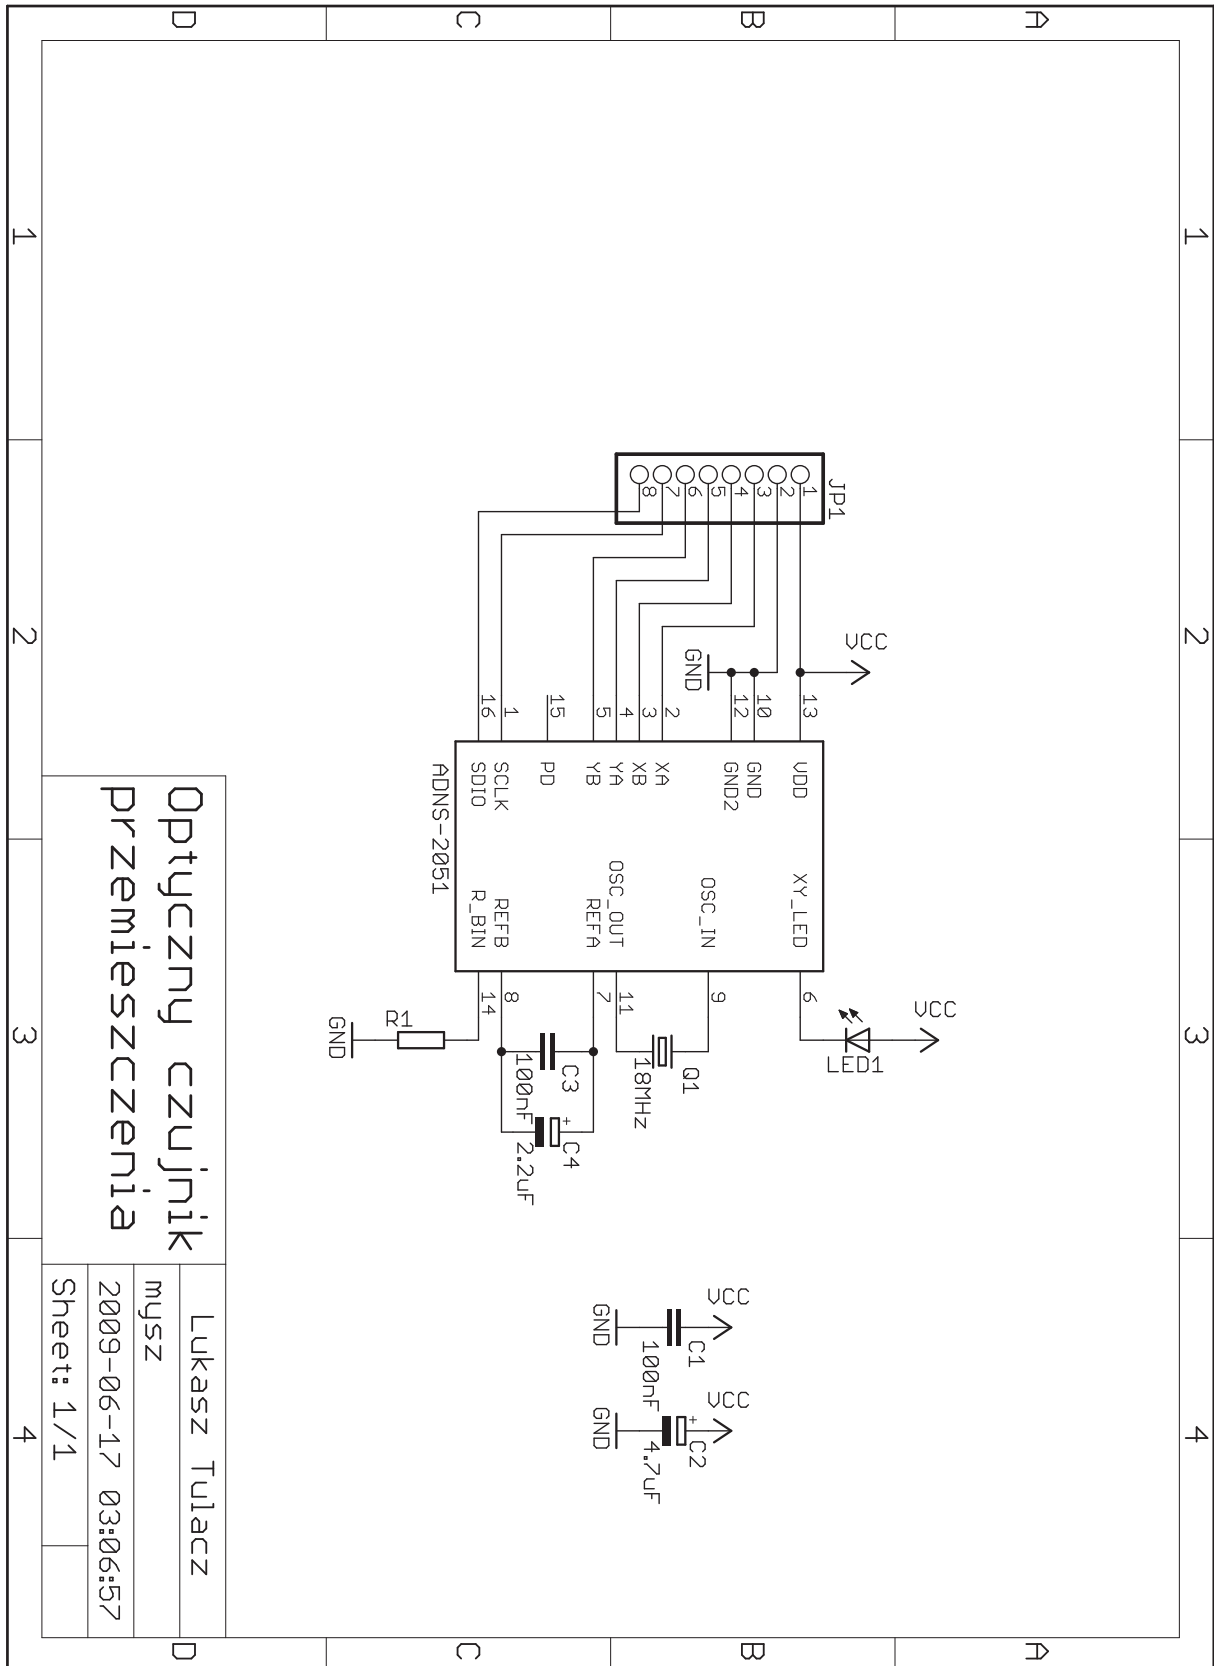 A
B
C
D
1
2
3
4
1
2
3
4
A
B
C
D
JP1
1
2
3
4
5
6
7
8
VCC
GND
13
10
12
2
3
4
5
15
1
16
VDD
GND
GND2
XA
XB
YA
YB
PD
SCLK
SDIO
XY_LED
OSC_IN
OSC_OUT
REFA
REFB
R_BIN
ADNS-2051
6
9
11
7
8
14
VCC
LED1
Q1
18MHz
C3
100nF
+
C4
2.2uF
R1
GND
VCC
C1
100nF
GND
VCC
+
C2
4.7uF
GND
Optyczny czujnik
przemieszczenia
Lukasz Tulacz
mysz
2009-06-17 03:06:57
Sheet: 1/1